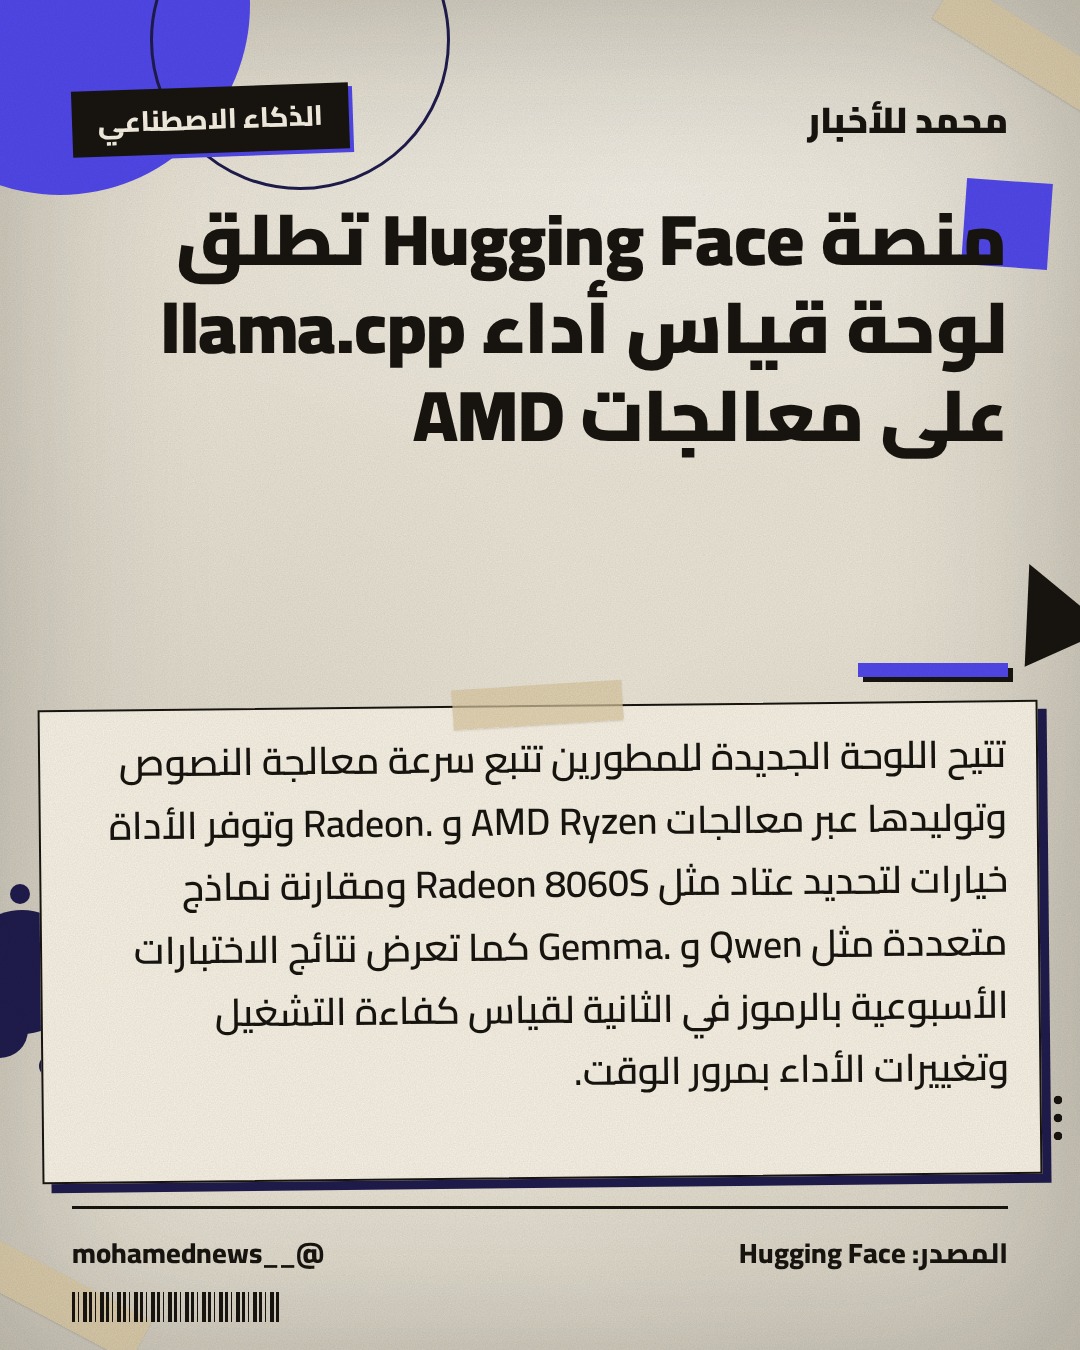 محمد للأخبار
الذكاء الاصطناعي
منصة Hugging Face تطلق
لوحة قياس أداء llama.cpp
على معالجات AMD
تتيح اللوحة الجديدة للمطورين تتبع سرعة معالجة النصوص
وتوليدها عبر معالجات AMD Ryzen و .Radeon وتوفر الأداة
خيارات لتحديد عتاد مثل Radeon 8060S ومقارنة نماذج
متعددة مثل Qwen و .Gemma كما تعرض نتائج الاختبارات
الأسبوعية بالرموز في الثانية لقياس كفاءة التشغيل
وتغييرات الأداء بمرور الوقت.
المصدر: Hugging Face
mohamednews__@